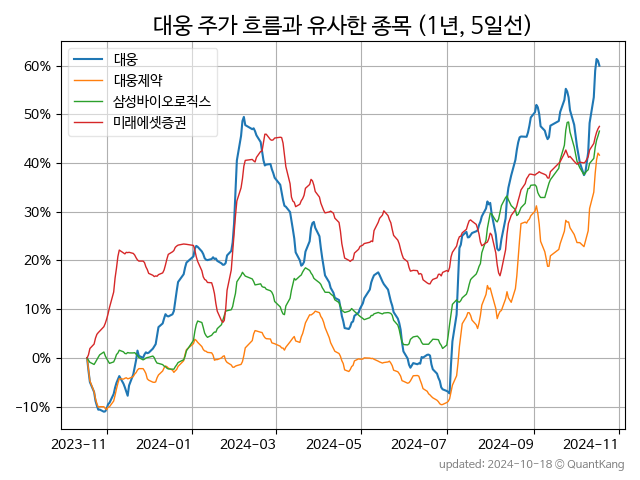 대웅 주가 흐름과 유사한 종목 (1년, 5일선)
대웅
대웅제약
삼성바이오로직스
미래에셋증권
60%
50%
40%
30%
20%
10%
0%
−10%
2023-11 2024-01 2024-03 2024-05 2024-07 2024-09 2024-11
updated: 2024-10-18 © QuantKang